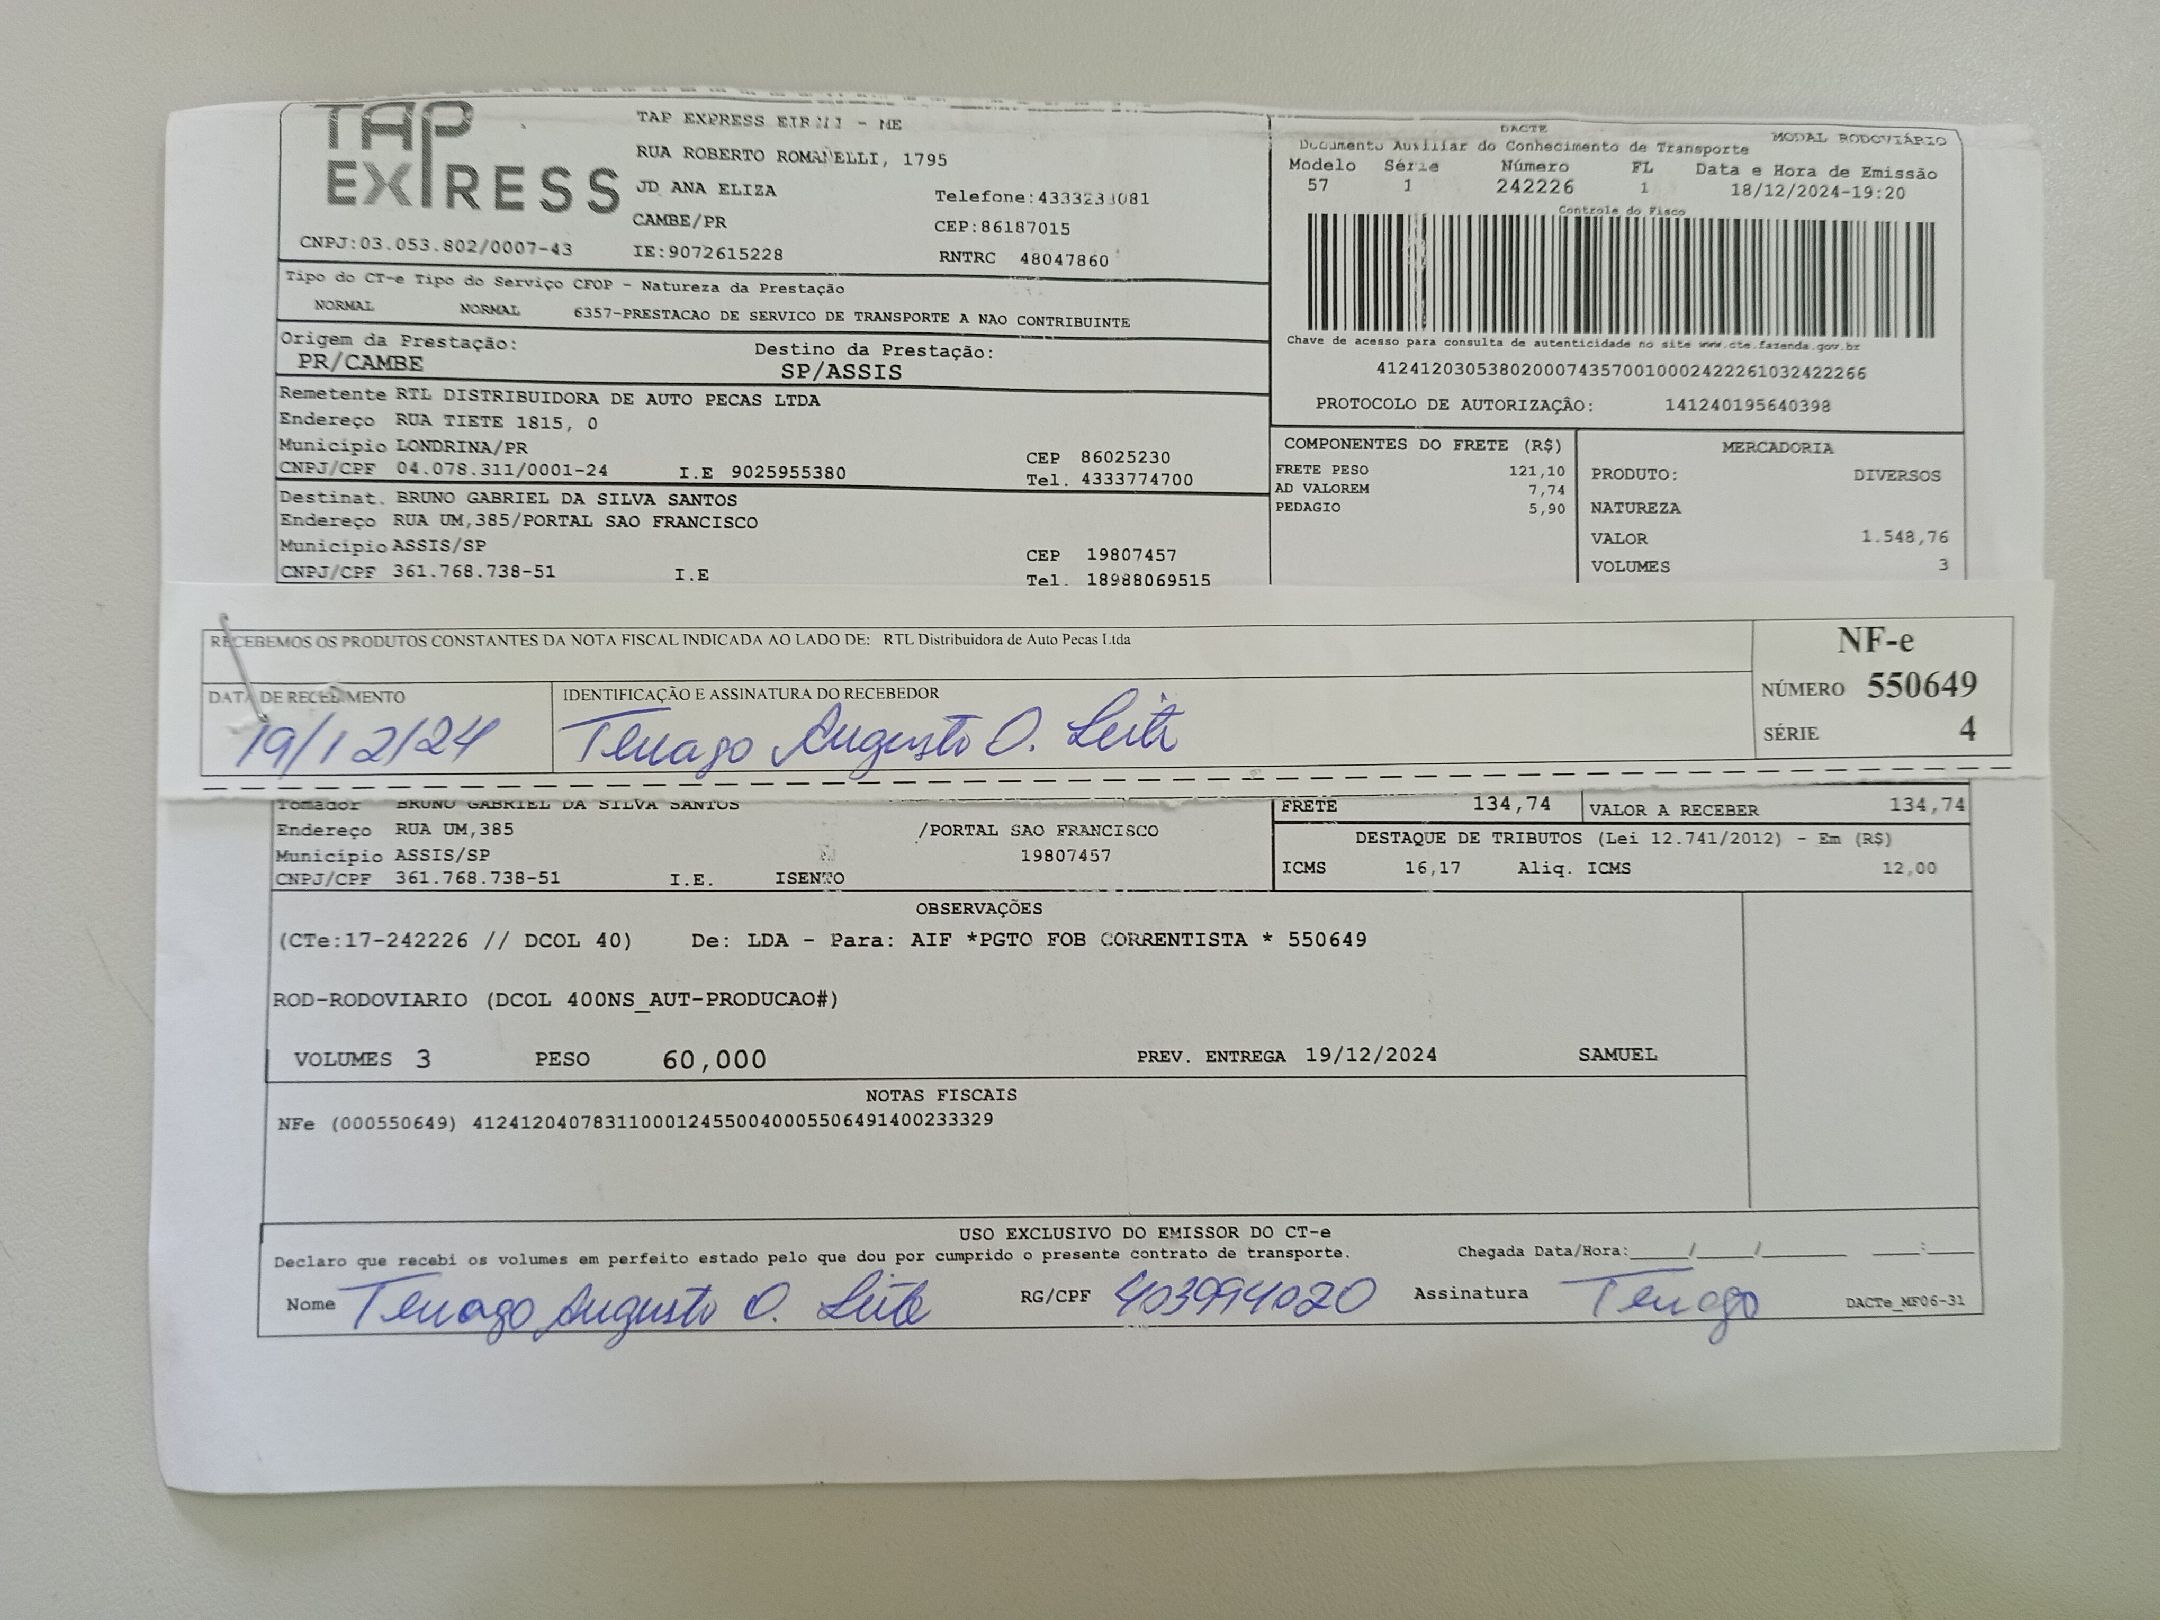 TAP
EXPRESS
TAP EXPRESS EIRELI - ME
RUA ROBERTO ROMANELLI, 1795
JD ANA ELIZA
Telefone:4333233081
CAMBE/PR
CEP:86187015
CNPJ:03.053.802/0007-43
IE:9072615228
RNTRC 48047860
DACTE
MODAL RODOVIÁRIO
Documento Auxiliar do Conhecimento de Transporte
Modelo Série Número FL Data e Hora de Emissão
57 1 242226 1 18/12/2024-19:20
Controle do Fisco
Chave de acesso para consulta de autenticidade no site www.cte.fazenda.gov.br
41241203053802000743570010002422261032422266
PROTOCOLO DE AUTORIZAÇÃO: 141240195640398
Tipo do CT-e Tipo do Serviço CFOP - Natureza da Prestação
NORMAL NORMAL 6357-PRESTACAO DE SERVICO DE TRANSPORTE A NAO CONTRIBUINTE
Origem da Prestação: Destino da Prestação:
PR/CAMBE SP/ASSIS
Remetente RTL DISTRIBUIDORA DE AUTO PECAS LTDA
Endereço RUA TIETE 1815, 0
Município LONDRINA/PR CEP 86025230
CNPJ/CPF 04.078.311/0001-24 I.E 9025955380 Tel. 4333774700
Destinat. BRUNO GABRIEL DA SILVA SANTOS
Endereço RUA UM,385/PORTAL SAO FRANCISCO
Município ASSIS/SP CEP 19807457
CNPJ/CPF 361.768.738-51 I.E Tel. 18988069515
COMPONENTES DO FRETE (R$)
FRETE PESO 121,10
AD VALOREM 7,74
PEDAGIO 5,90
MERCADORIA
PRODUTO: DIVERSOS
NATUREZA
VALOR 1.548,76
VOLUMES 3
RECEBEMOS OS PRODUTOS CONSTANTES DA NOTA FISCAL INDICADA AO LADO DE: RTL Distribuidora de Auto Pecas Ltda
DATA DE RECEBIMENTO
19/12/24
IDENTIFICAÇÃO E ASSINATURA DO RECEBEDOR
Augusto O. Leite
NF-e
NÚMERO 550649
SÉRIE 4
Tomador BRUNO GABRIEL DA SILVA SANTOS
Endereço RUA UM,385 /PORTAL SAO FRANCISCO
Município ASSIS/SP 19807457
CNPJ/CPF 361.768.738-51 I.E. ISENTO
FRETE 134,74 VALOR A RECEBER 134,74
DESTAQUE DE TRIBUTOS (Lei 12.741/2012) - Em (R$)
ICMS 16,17 Aliq. ICMS 12,00
OBSERVAÇÕES
(CTe:17-242226 // DCOL 40) De: LDA - Para: AIF *PGTO FOB CORRENTISTA * 550649
ROD-RODOVIARIO (DCOL 400NS_AUT-PRODUCAO#)
VOLUMES 3 PESO 60,000 PREV. ENTREGA 19/12/2024 SAMUEL
NOTAS FISCAIS
NFe (000550649) 41241204078311000124550040005506491400233329
USO EXCLUSIVO DO EMISSOR DO CT-e
Declaro que recebi os volumes em perfeito estado pelo que dou por cumprido o presente contrato de transporte. Chegada Data/Hora:____/____/______ ___:___
Nome Augusto O. Leite RG/CPF 403994020 Assinatura
DACTe_MF06-31